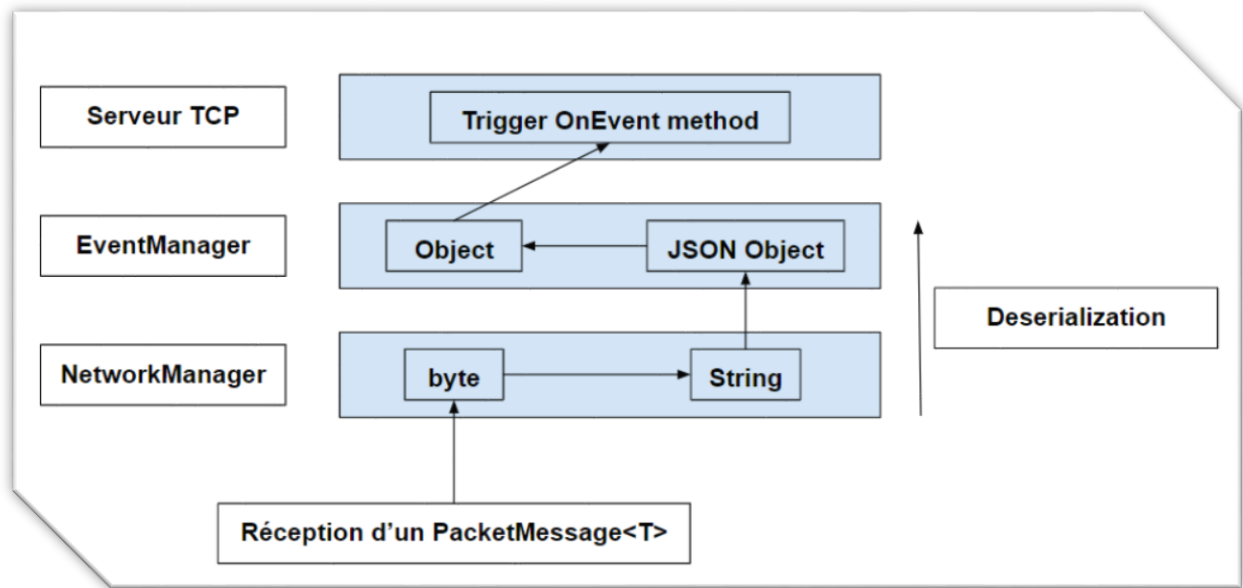 Serveur TCP
Trigger OnEvent method
EventManager
Object
JSON Object
Deserialization
NetworkManager
byte
String
Réception d'un PacketMessage<T>